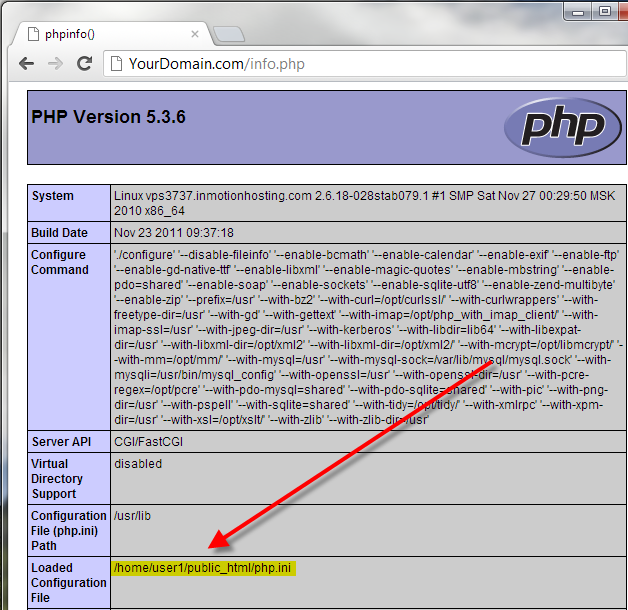 phpinfo()
YourDomain.com/info.php
PHP Version 5.3.6
php
System
Linux vps3737.inmotionhosting.com 2.6.18-028stab079.1 #1 SMP Sat Nov 27 00:29:50 MSK
2010 x86_64
Build Date
Nov 23 2011 09:37:18
Configure
Command
'./configure' '--disable-fileinfo' '--enable-bcmath' '--enable-calendar' '--enable-exif' '--enable-ftp'
'--enable-gd-native-ttf' '--enable-libxml' '--enable-magic-quotes' '--enable-mbstring' '--enable-
pdo=shared' '--enable-soap' '--enable-sockets' '--enable-sqlite-utf8' '--enable-zend-multibyte'
'--enable-zip' '--prefix=/usr' '--with-bz2' '--with-curl=/opt/curlssl/' '--with-curlwrappers' '--with-
freetype-dir=/usr' '--with-gd' '--with-gettext' '--with-imap=/opt/php_with_imap_client/' '--with-
imap-ssl=/usr' '--with-jpeg-dir=/usr' '--with-kerberos' '--with-libdir=lib64' '--with-libexpat-
dir=/usr' '--with-libxml-dir=/opt/xml2' '--with-libxml-dir=/opt/xml2/' '--with-mcrypt=/opt/libmcrypt/' '-
-with-mm=/opt/mm/' '--with-mysql=/usr' '--with-mysql-sock=/var/lib/mysql/mysql.sock' '--with-
mysqli=/usr/bin/mysql_config' '--with-openssl=/usr' '--with-openssl-dir=/usr' '--with-pcre-
regex=/opt/pcre' '--with-pdo-mysql=shared' '--with-pdo-sqlite=shared' '--with-pic' '--with-png-
dir=/usr' '--with-pspell' '--with-sqlite=shared' '--with-tidy=/opt/tidy/' '--with-xmlrpc' '--with-xpm-
dir=/usr' '--with-xsl=/opt/xslt/' '--with-zlib' '--with-zlib-dir=/usr'
Server API
CGI/FastCGI
Virtual
Directory
Support
disabled
Configuration
File (php.ini)
Path
/usr/lib
Loaded
Configuration
File
/home/user1/public_html/php.ini